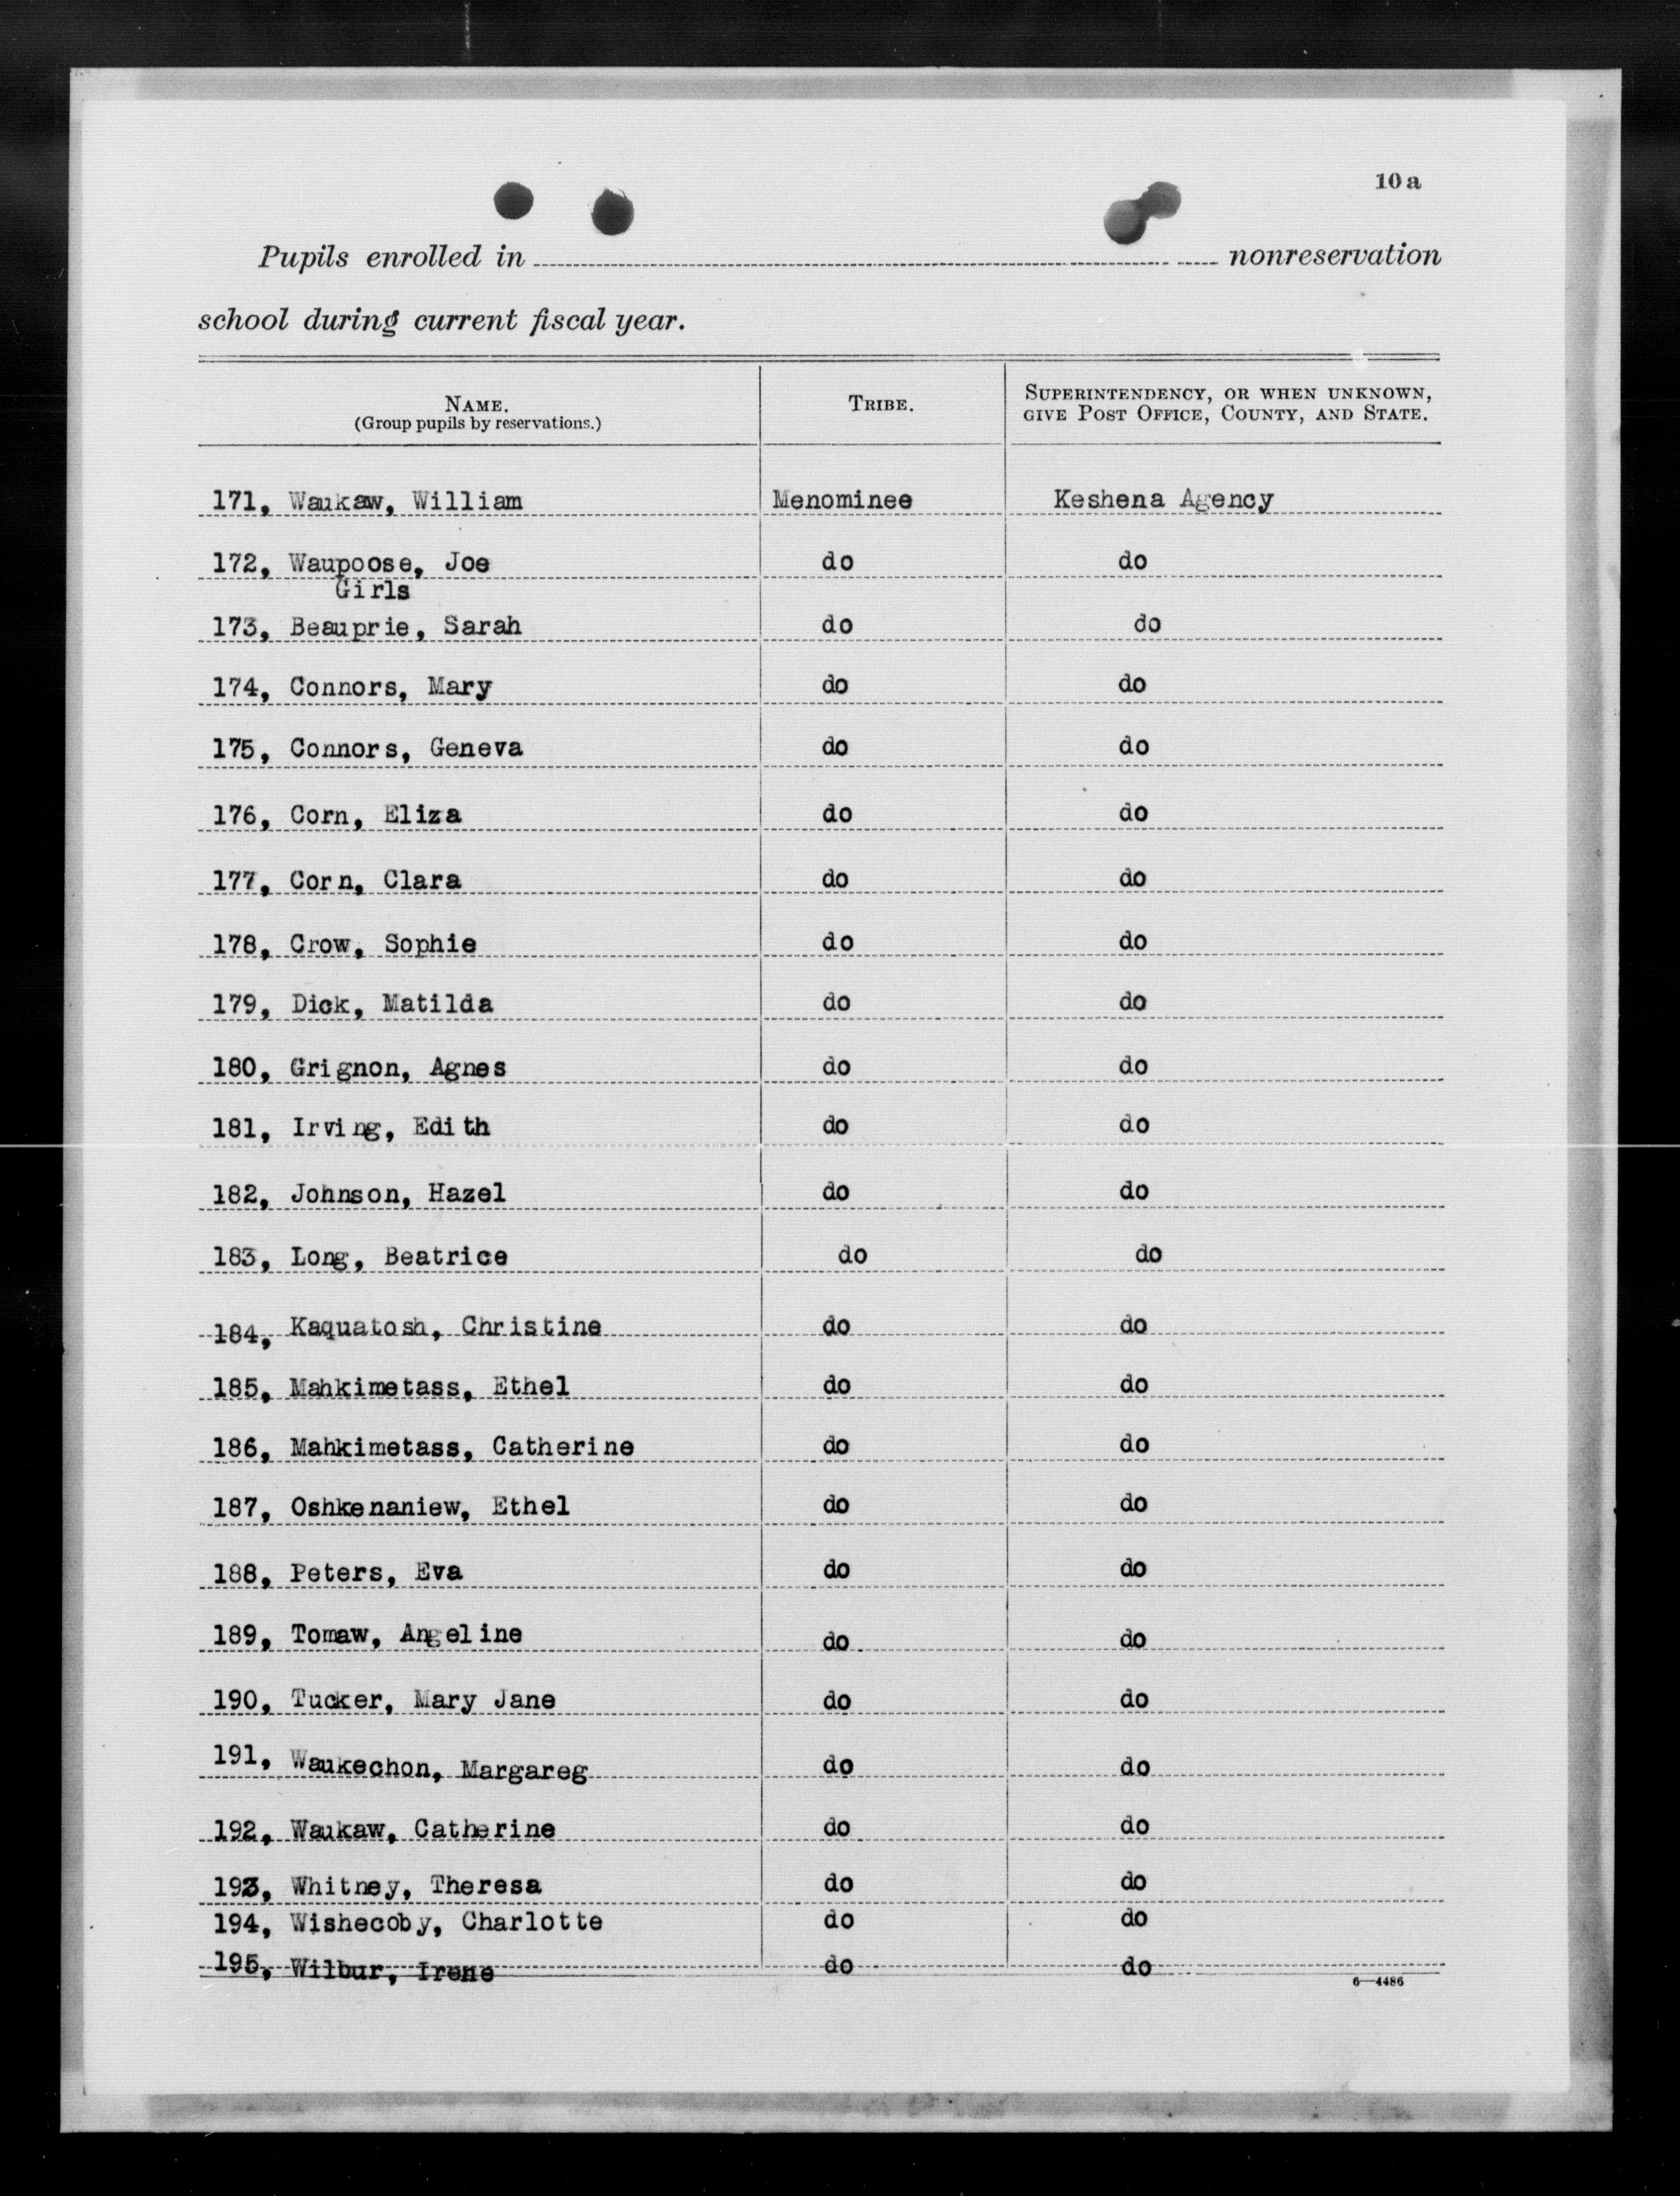 10a
Pupils enrolled in nonreservation
school during current fiscal year.
NAME.
(Group pupils by reservations.)
TRIBE.
SUPERINTENDENCY, OR WHEN UNKNOWN,
GIVE POST OFFICE, COUNTY, AND STATE.
171, Waukaw, William Menominee Keshena Agency
172, Waupoose, Joe do do
Girls
173, Beauprie, Sarah do do
174, Connors, Mary do do
175, Connors, Geneva do do
176, Corn, Eliza do do
177, Corn, Clara do do
178, Crow, Sophie do do
179, Dick, Matilda do do
180, Grignon, Agnes do do
181, Irving, Edith do do
182, Johnson, Hazel do do
183, Long, Beatrice do do
184, Kaquatosh, Christine do do
185, Mahkimetass, Ethel do do
186, Mahkimetass, Catherine do do
187, Oshkenaniew, Ethel do do
188, Peters, Eva do do
189, Tomaw, Angeline do do
190, Tucker, Mary Jane do do
191, Waukechon, Margareg do do
192, Waukaw, Catherine do do
193, Whitney, Theresa do do
194, Wishecoby, Charlotte do do
195, Wilbur, Irene do do
6—4486